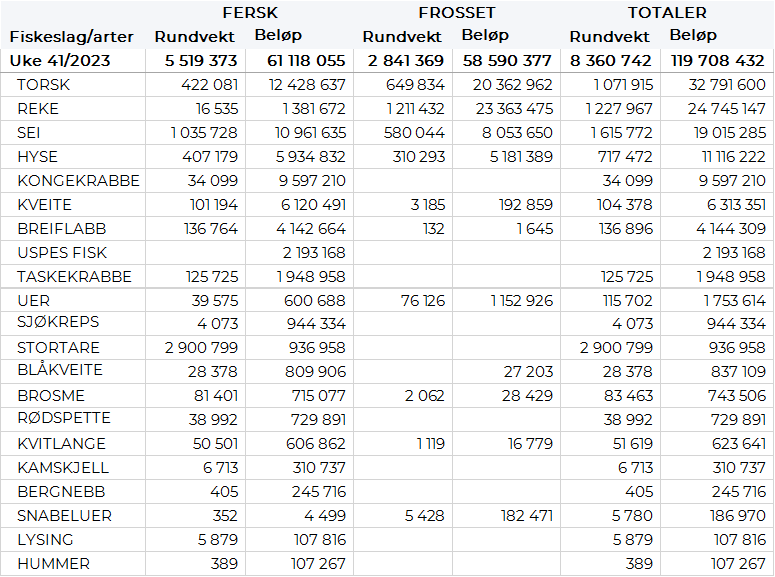 FERSK FROSSET TOTALER
Fiskeslag/arter Rundvekt Beløp Rundvekt Beløp Rundvekt Beløp
Uke 41/2023 5 519 373 61 118 055 2 841 369 58 590 377 8 360 742 119 708 432
TORSK 422 081 12 428 637 649 834 20 362 962 1 071 915 32 791 600
REKE 16 535 1 381 672 1 211 432 23 363 475 1 227 967 24 745 147
SEI 1 035 728 10 961 635 580 044 8 053 650 1 615 772 19 015 285
HYSE 407 179 5 934 832 310 293 5 181 389 717 472 11 116 222
KONGEKRABBE 34 099 9 597 210 34 099 9 597 210
KVEITE 101 194 6 120 491 3 185 192 859 104 378 6 313 351
BREIFLABB 136 764 4 142 664 132 1 645 136 896 4 144 309
USPES FISK 2 193 168 2 193 168
TASKEKRABBE 125 725 1 948 958 125 725 1 948 958
UER 39 575 600 688 76 126 1 152 926 115 702 1 753 614
SJØKREPS 4 073 944 334 4 073 944 334
STORTARE 2 900 799 936 958 2 900 799 936 958
BLÅKVEITE 28 378 809 906 27 203 28 378 837 109
BROSME 81 401 715 077 2 062 28 429 83 463 743 506
RØDSPETTE 38 992 729 891 38 992 729 891
KVITLANGE 50 501 606 862 1 119 16 779 51 619 623 641
KAMSKJELL 6 713 310 737 6 713 310 737
BERGNEBB 405 245 716 405 245 716
SNABELUER 352 4 499 5 428 182 471 5 780 186 970
LYSING 5 879 107 816 5 879 107 816
HUMMER 389 107 267 389 107 267